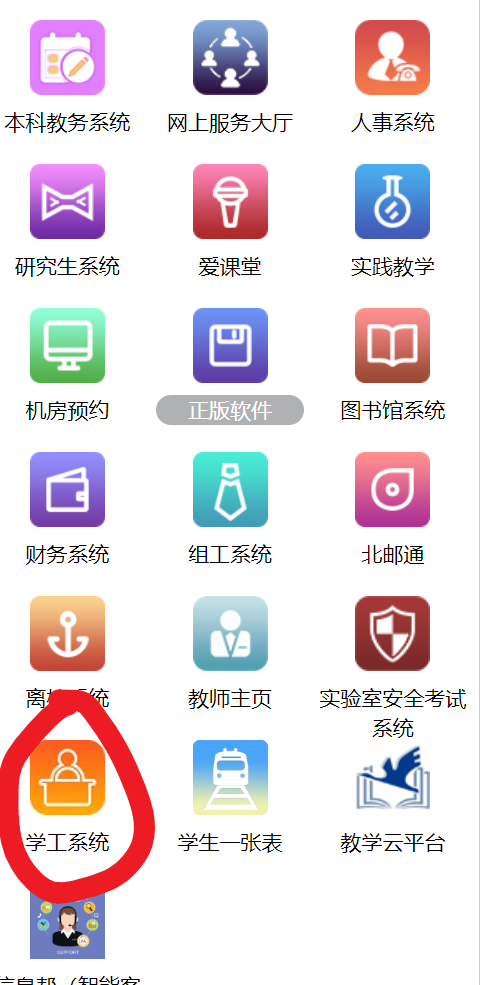 本科教务系统
网上服务大厅
人事系统
研究生系统
爱课堂
实践教学
机房预约
正版软件
图书馆系统
财务系统
组工系统
北邮通
离校系统
教师主页
实验室安全考试
系统
学工系统
学生一张表
教学云平台
SUPPORT
信息邦（智能客